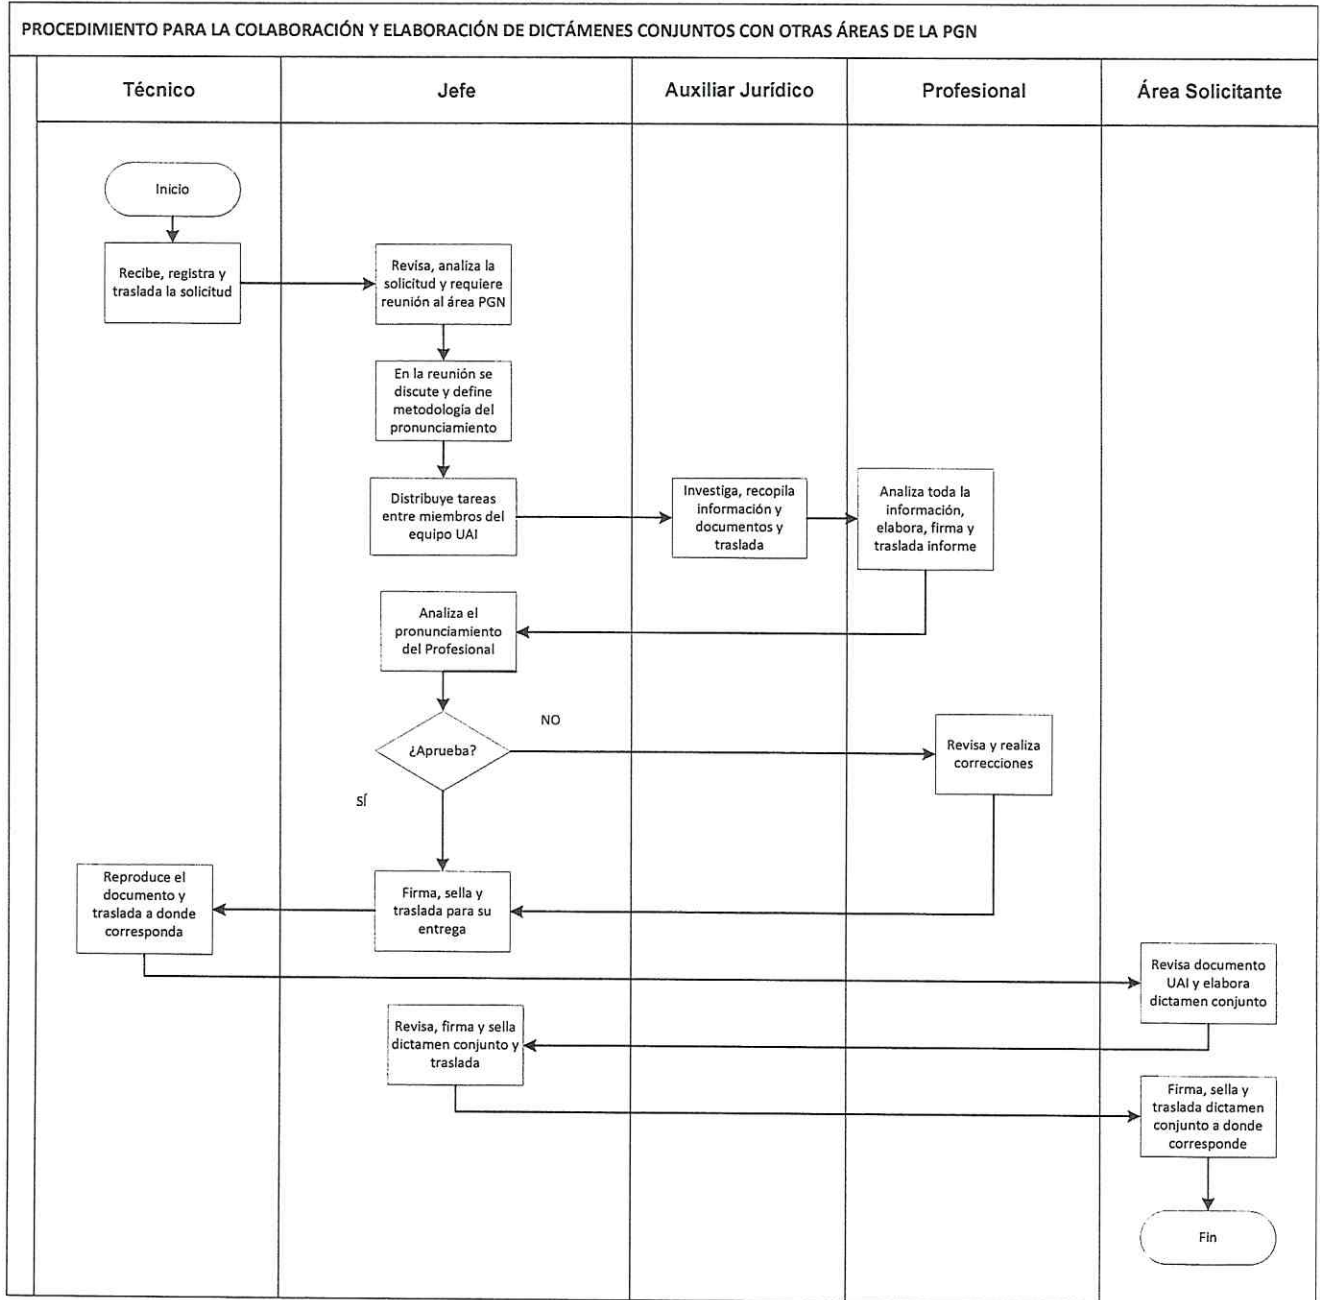 PROCEDIMIENTO PARA LA COLABORACIÓN Y ELABORACIÓN DE DICTÁMENES CONJUNTOS CON OTRAS ÁREAS DE LA PGN
Técnico
Jefe
Auxiliar Jurídico
Profesional
Área Solicitante
Inicio
Recibe, registra y
traslada la solicitud
Revisa, analiza la
solicitud y requiere
reunión al área PGN
En la reunión se
discute y define
metodología del
pronunciamiento
Distribuye tareas
entre miembros del
equipo UAI
Investiga, recopila
información y
documentos y
traslada
Analiza toda la
información,
elabora, firma y
traslada informe
Analiza el
pronunciamiento
del Profesional
¿Aprueba?
NO
Revisa y realiza
correcciones
SÍ
Firma, sella y
traslada para su
entrega
Reproduce el
documento y
traslada a donde
corresponda
Revisa documento
UAI y elabora
dictamen conjunto
Revisa, firma y sella
dictamen conjunto y
traslada
Firma, sella y
traslada dictamen
conjunto a donde
corresponde
Fin